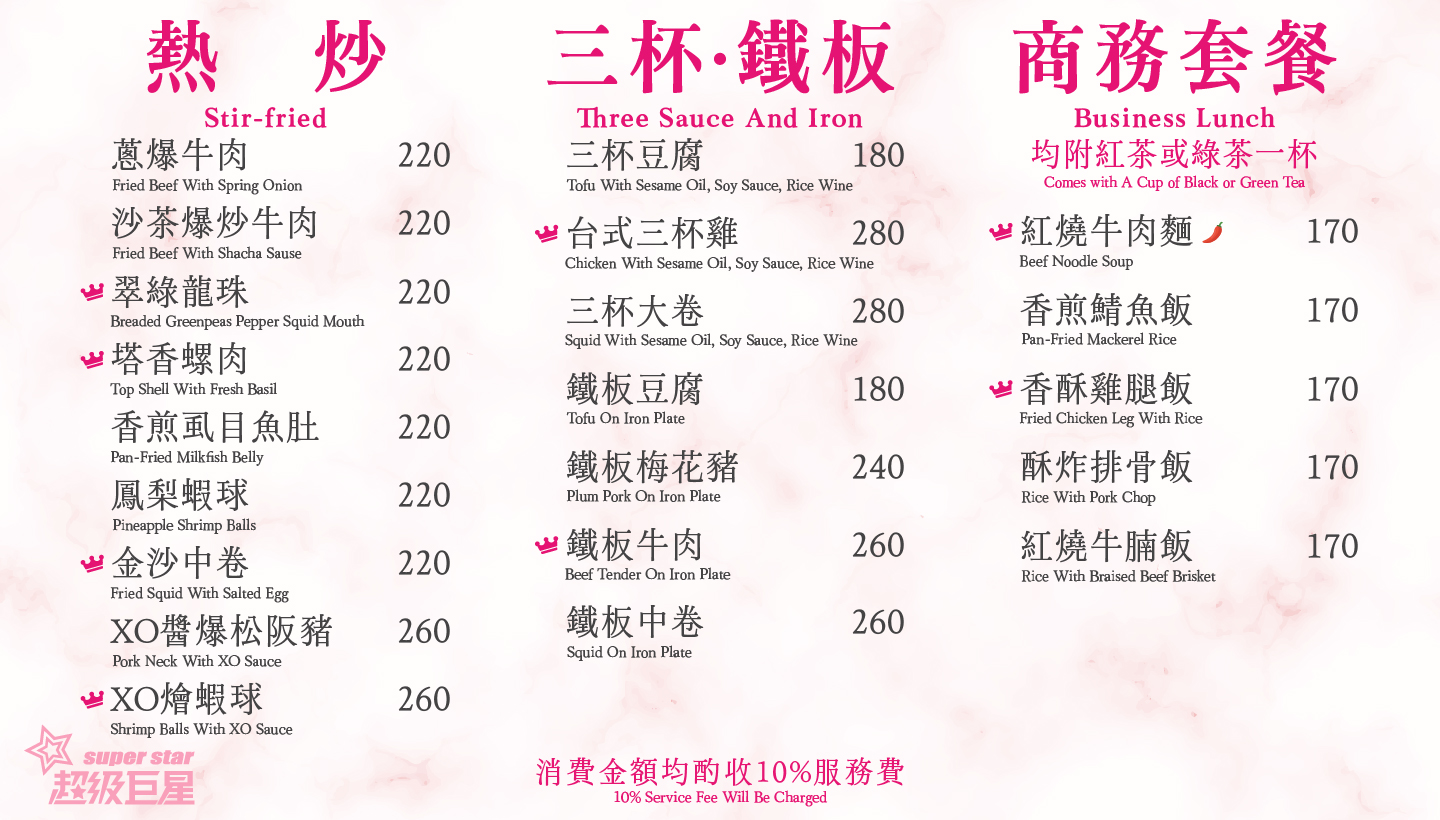 熱 炒
Stir-fried
蔥爆牛肉 220
Fried Beef With Spring Onion
沙茶爆炒牛肉 220
Fried Beef With Shacha Sause
翠綠龍珠 220
Breaded Greenpeas Pepper Squid Mouth
塔香螺肉 220
Top Shell With Fresh Basil
香煎虱目魚肚 220
Pan-Fried Milkfish Belly
鳳梨蝦球 220
Pineapple Shrimp Balls
金沙中卷 220
Fried Squid With Salted Egg
XO醬爆松阪豬 260
Pork Neck With XO Sauce
XO燴蝦球 260
Shrimp Balls With XO Sauce
三杯·鐵板
Three Sauce And Iron
三杯豆腐 180
Tofu With Sesame Oil, Soy Sauce, Rice Wine
台式三杯雞 280
Chicken With Sesame Oil, Soy Sauce, Rice Wine
三杯大卷 280
Squid With Sesame Oil, Soy Sauce, Rice Wine
鐵板豆腐 180
Tofu On Iron Plate
鐵板梅花豬 240
Plum Pork On Iron Plate
鐵板牛肉 260
Beef Tender On Iron Plate
鐵板中卷 260
Squid On Iron Plate
商務套餐
Business Lunch
均附紅茶或綠茶一杯
Comes with A Cup of Black or Green Tea
紅燒牛肉麵 170
Beef Noodle Soup
香煎鯖魚飯 170
Pan-Fried Mackerel Rice
香酥雞腿飯 170
Fried Chicken Leg With Rice
酥炸排骨飯 170
Rice With Pork Chop
紅燒牛腩飯 170
Rice With Braised Beef Brisket
super star
超级巨星
消費金額均酌收10%服務費
10% Service Fee Will Be Charged